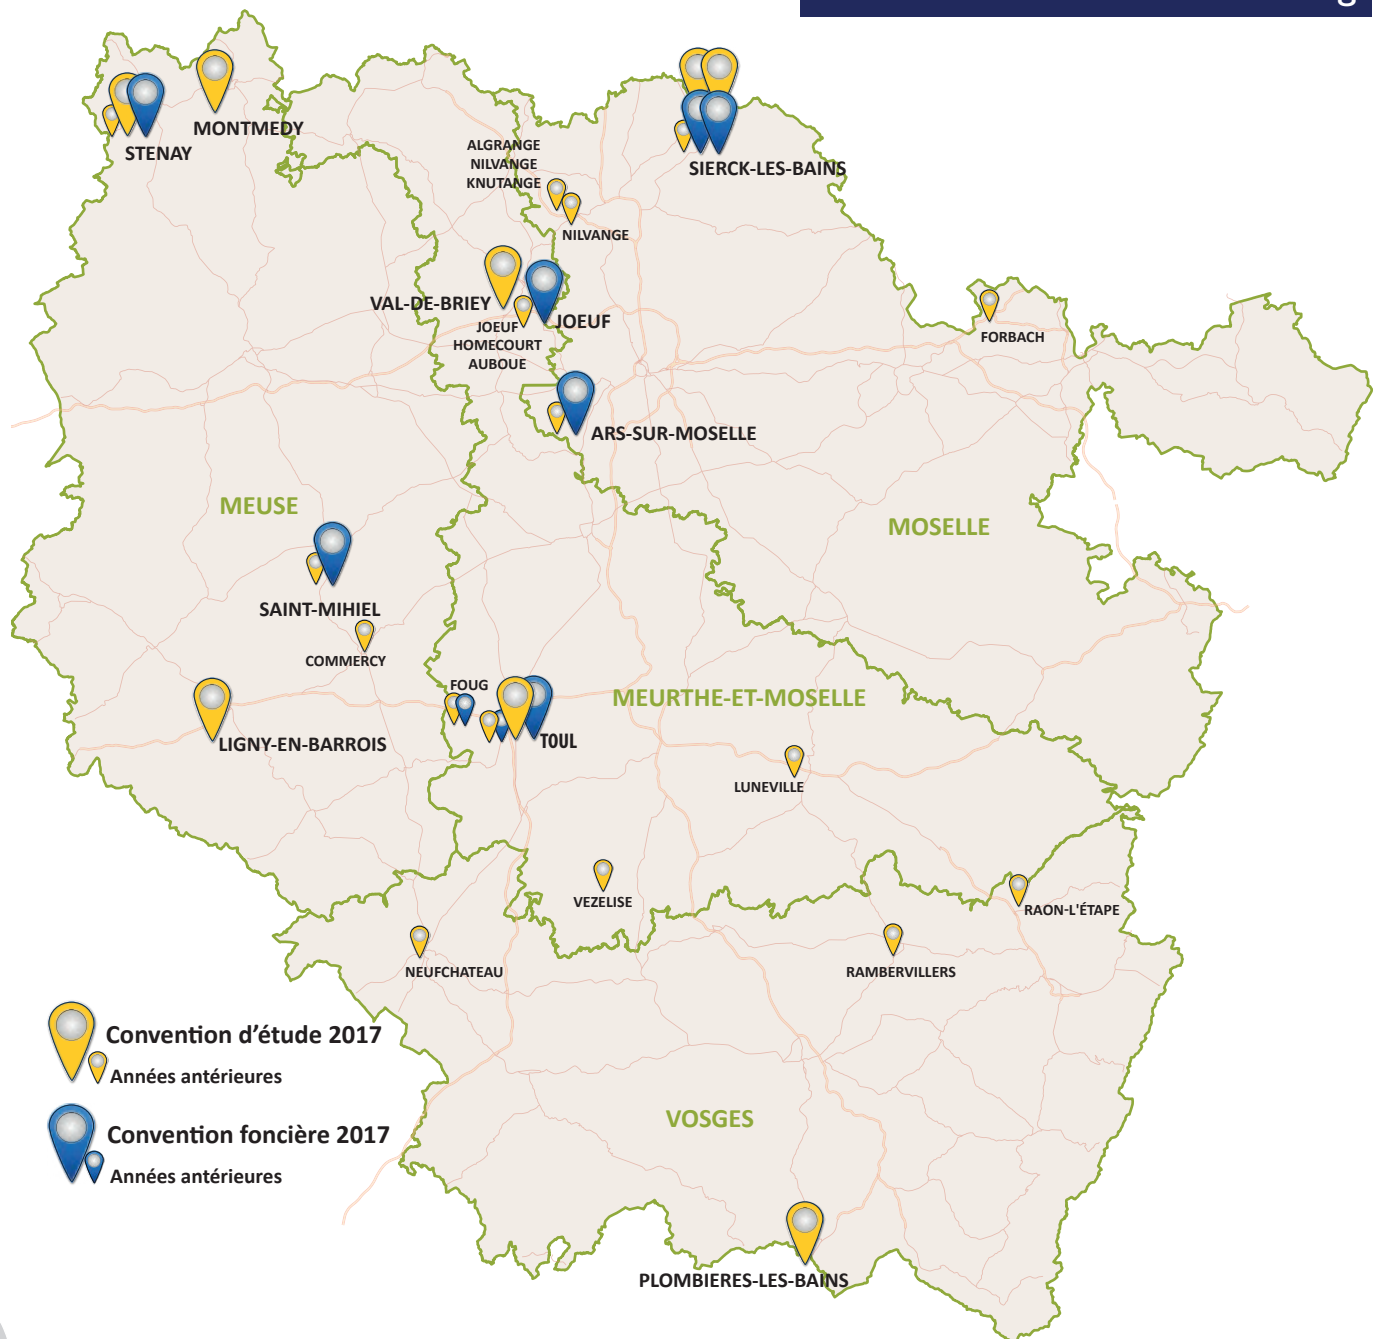 MONTMEDY
STENAY
ALGRANGE
NILVANGE
KNUTANGE
SIERCK-LES-BAINS
NILVANGE
VAL-DE-BRIEY
JOEUF
JOEUF
HOMECOURT
AUBOUE
FORBACH
ARS-SUR-MOSELLE
MEUSE
MOSELLE
SAINT-MIHIEL
COMMERCY
FOUG
MEURTHE-ET-MOSELLE
LIGNY-EN-BARROIS
TOUL
LUNEVILLE
VEZELISE
RAON-L'ÉTAPE
NEUFCHATEAU
RAMBERVILLERS
Convention d'étude 2017
Années antérieures
Convention foncière 2017
Années antérieures
VOSGES
PLOMBIERES-LES-BAINS